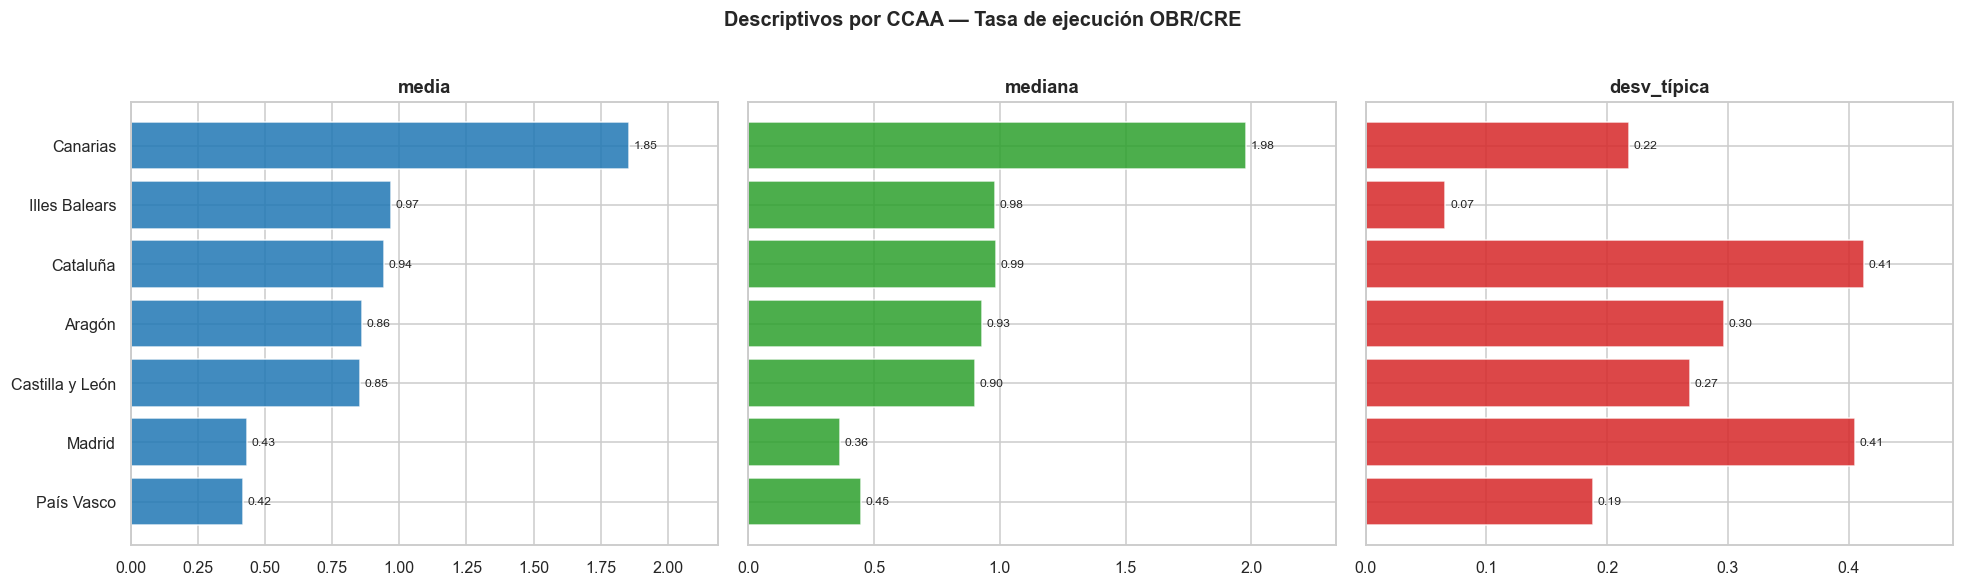 Descriptivos por CCAA — Tasa de ejecución OBR/CRE
media
Canarias
1.85
Illes Balears
0.97
Cataluña
0.94
Aragón
0.86
Castilla y León
0.85
Madrid
0.43
País Vasco
0.42
0.00 0.25 0.50 0.75 1.00 1.25 1.50 1.75 2.00
mediana
1.98
0.98
0.99
0.93
0.90
0.36
0.45
0.0 0.5 1.0 1.5 2.0
desv_típica
0.22
0.07
0.41
0.30
0.27
0.41
0.19
0.0 0.1 0.2 0.3 0.4